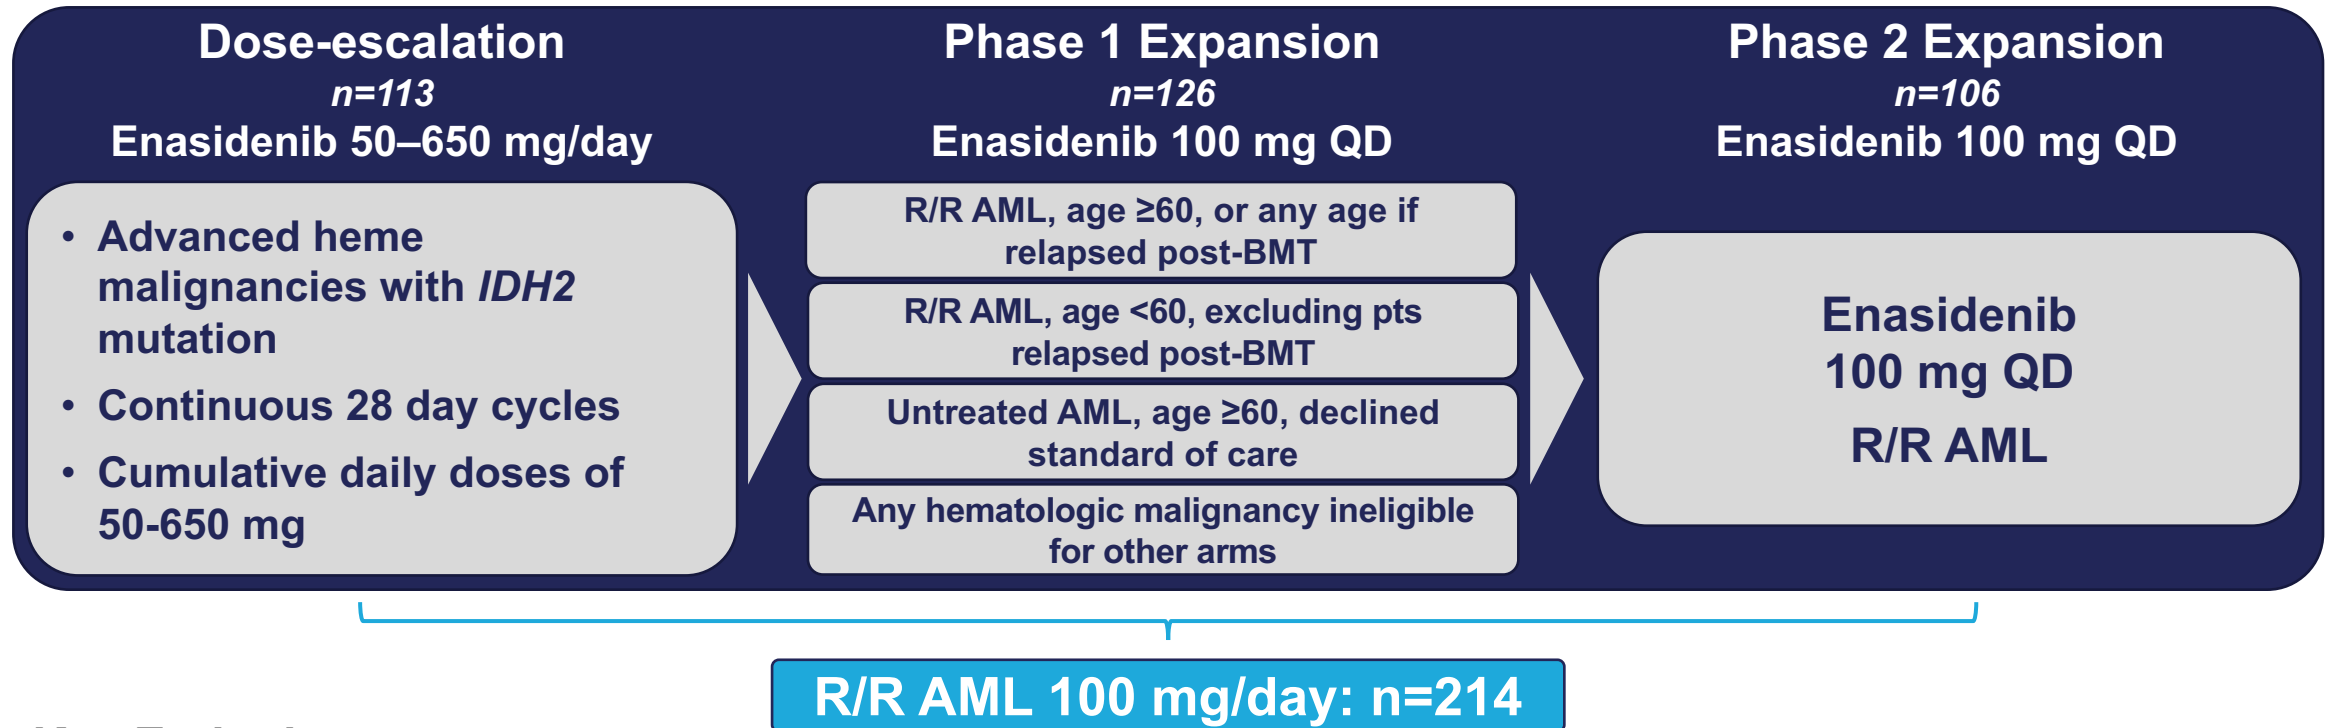 Dose-escalation
n=113
Enasidenib 50–650 mg/day
• Advanced heme
malignancies with IDH2
mutation
• Continuous 28 day cycles
• Cumulative daily doses of
50-650 mg
Phase 1 Expansion
n=126
Enasidenib 100 mg QD
R/R AML, age ≥60, or any age if
relapsed post-BMT
R/R AML, age <60, excluding pts
relapsed post-BMT
Untreated AML, age ≥60, declined
standard of care
Any hematologic malignancy ineligible
for other arms
Phase 2 Expansion
n=106
Enasidenib 100 mg QD
Enasidenib
100 mg QD
R/R AML
R/R AML 100 mg/day: n=214